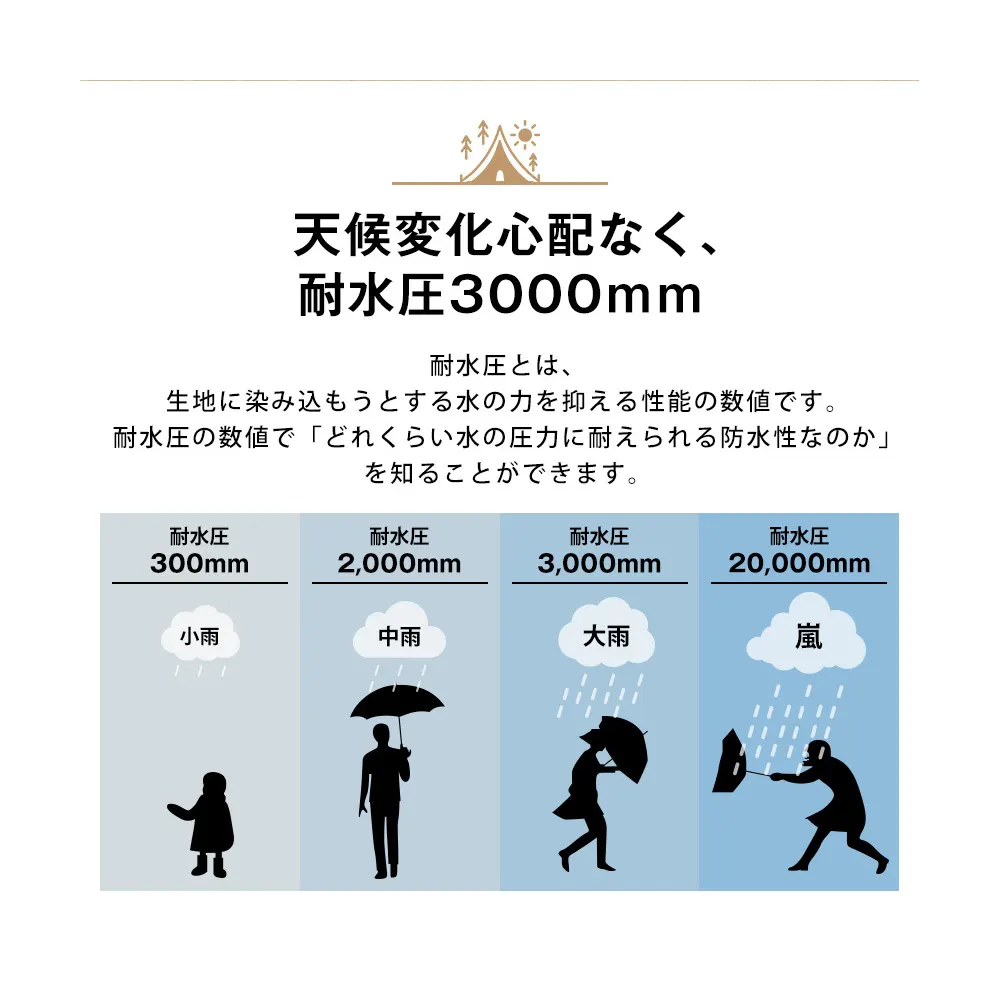 天候変化心配なく、
耐水圧3000mm
耐水圧とは、
生地に染み込もうとする水の力を抑える性能の数値です。
耐水圧の数値で「どれくらい水の圧力に耐えられる防水性なのか」
を知ることができます。
耐水圧
300mm
小雨
耐水圧
2,000mm
中雨
耐水圧
3,000mm
大雨
耐水圧
20,000mm
嵐